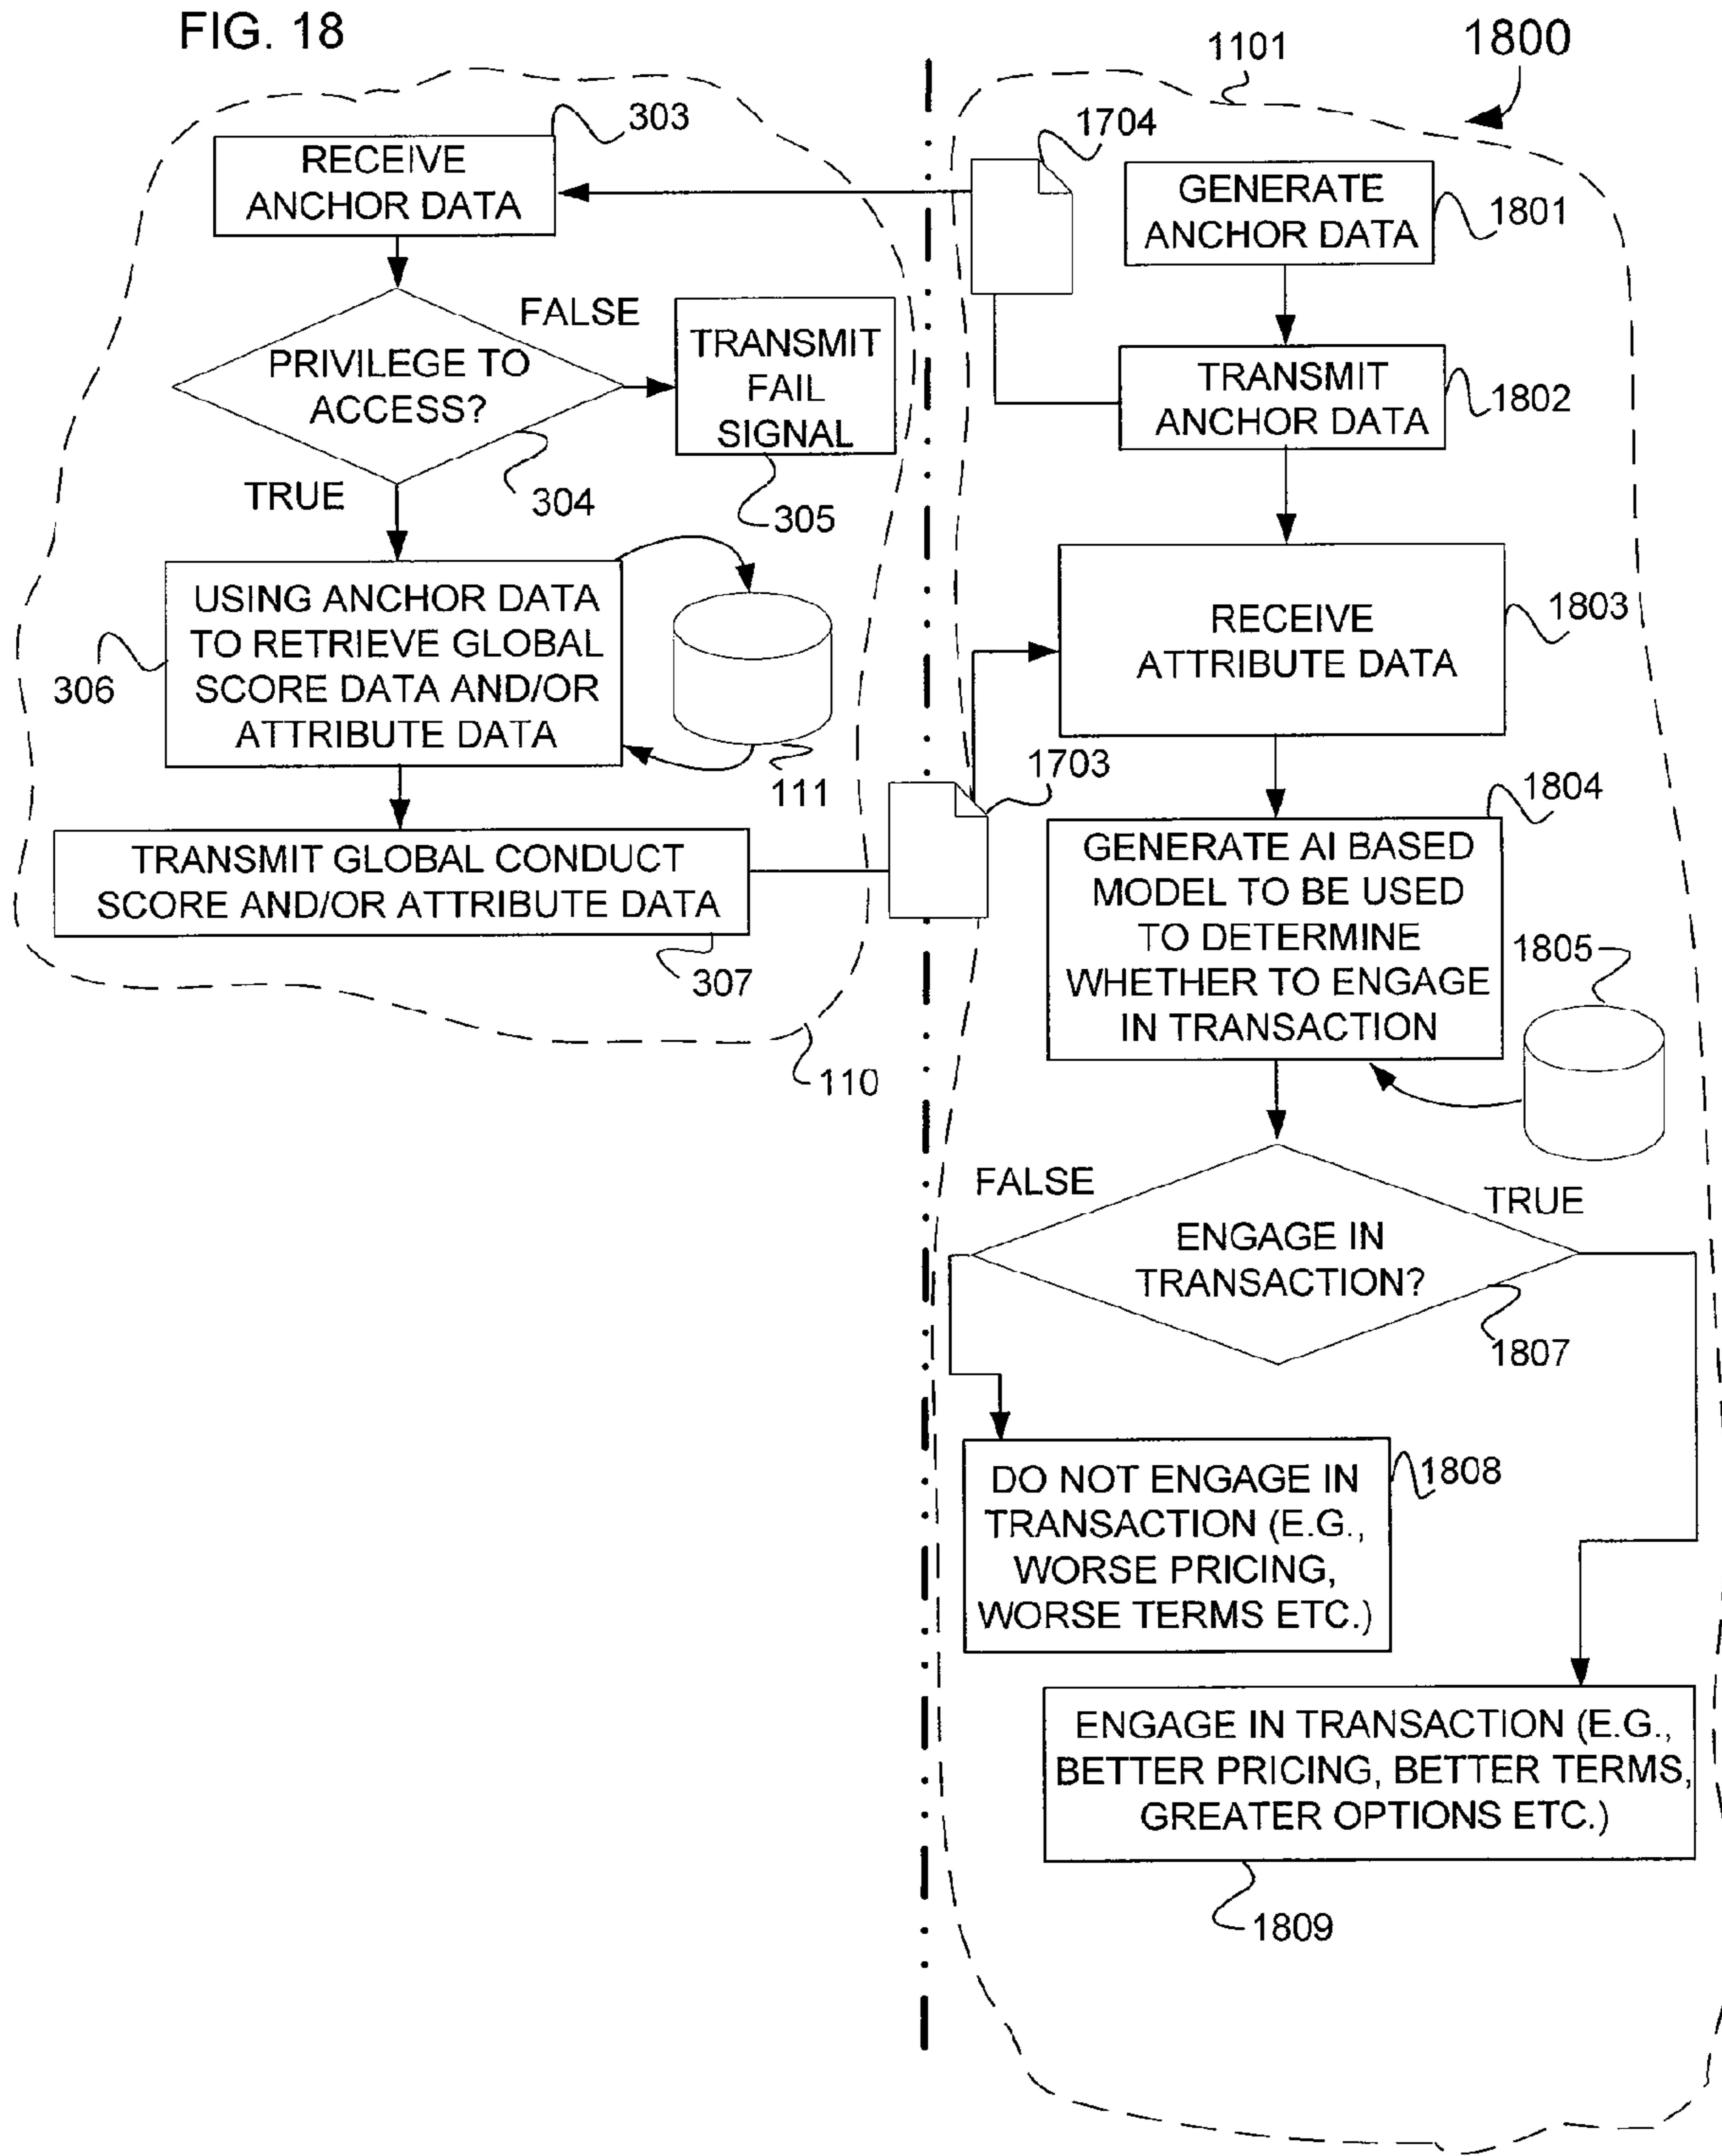 FIG. 18
1101
1800
303
1704
RECEIVE
ANCHOR DATA
GENERATE
ANCHOR DATA
1801
FALSE
PRIVILEGE TO
ACCESS?
TRANSMIT
FAIL
SIGNAL
TRANSMIT
ANCHOR DATA
1802
TRUE
304
305
USING ANCHOR DATA
TO RETRIEVE GLOBAL
SCORE DATA AND/OR
ATTRIBUTE DATA
306
111
RECEIVE
ATTRIBUTE DATA
1803
1703
TRANSMIT GLOBAL CONDUCT
SCORE AND/OR ATTRIBUTE DATA
307
110
1804
GENERATE AI BASED
MODEL TO BE USED
TO DETERMINE
WHETHER TO ENGAGE
IN TRANSACTION
1805
FALSE
TRUE
ENGAGE IN
TRANSACTION?
1807
DO NOT ENGAGE IN
TRANSACTION (E.G.,
WORSE PRICING,
WORSE TERMS ETC.)
1808
ENGAGE IN TRANSACTION (E.G.,
BETTER PRICING, BETTER TERMS,
GREATER OPTIONS ETC.)
1809